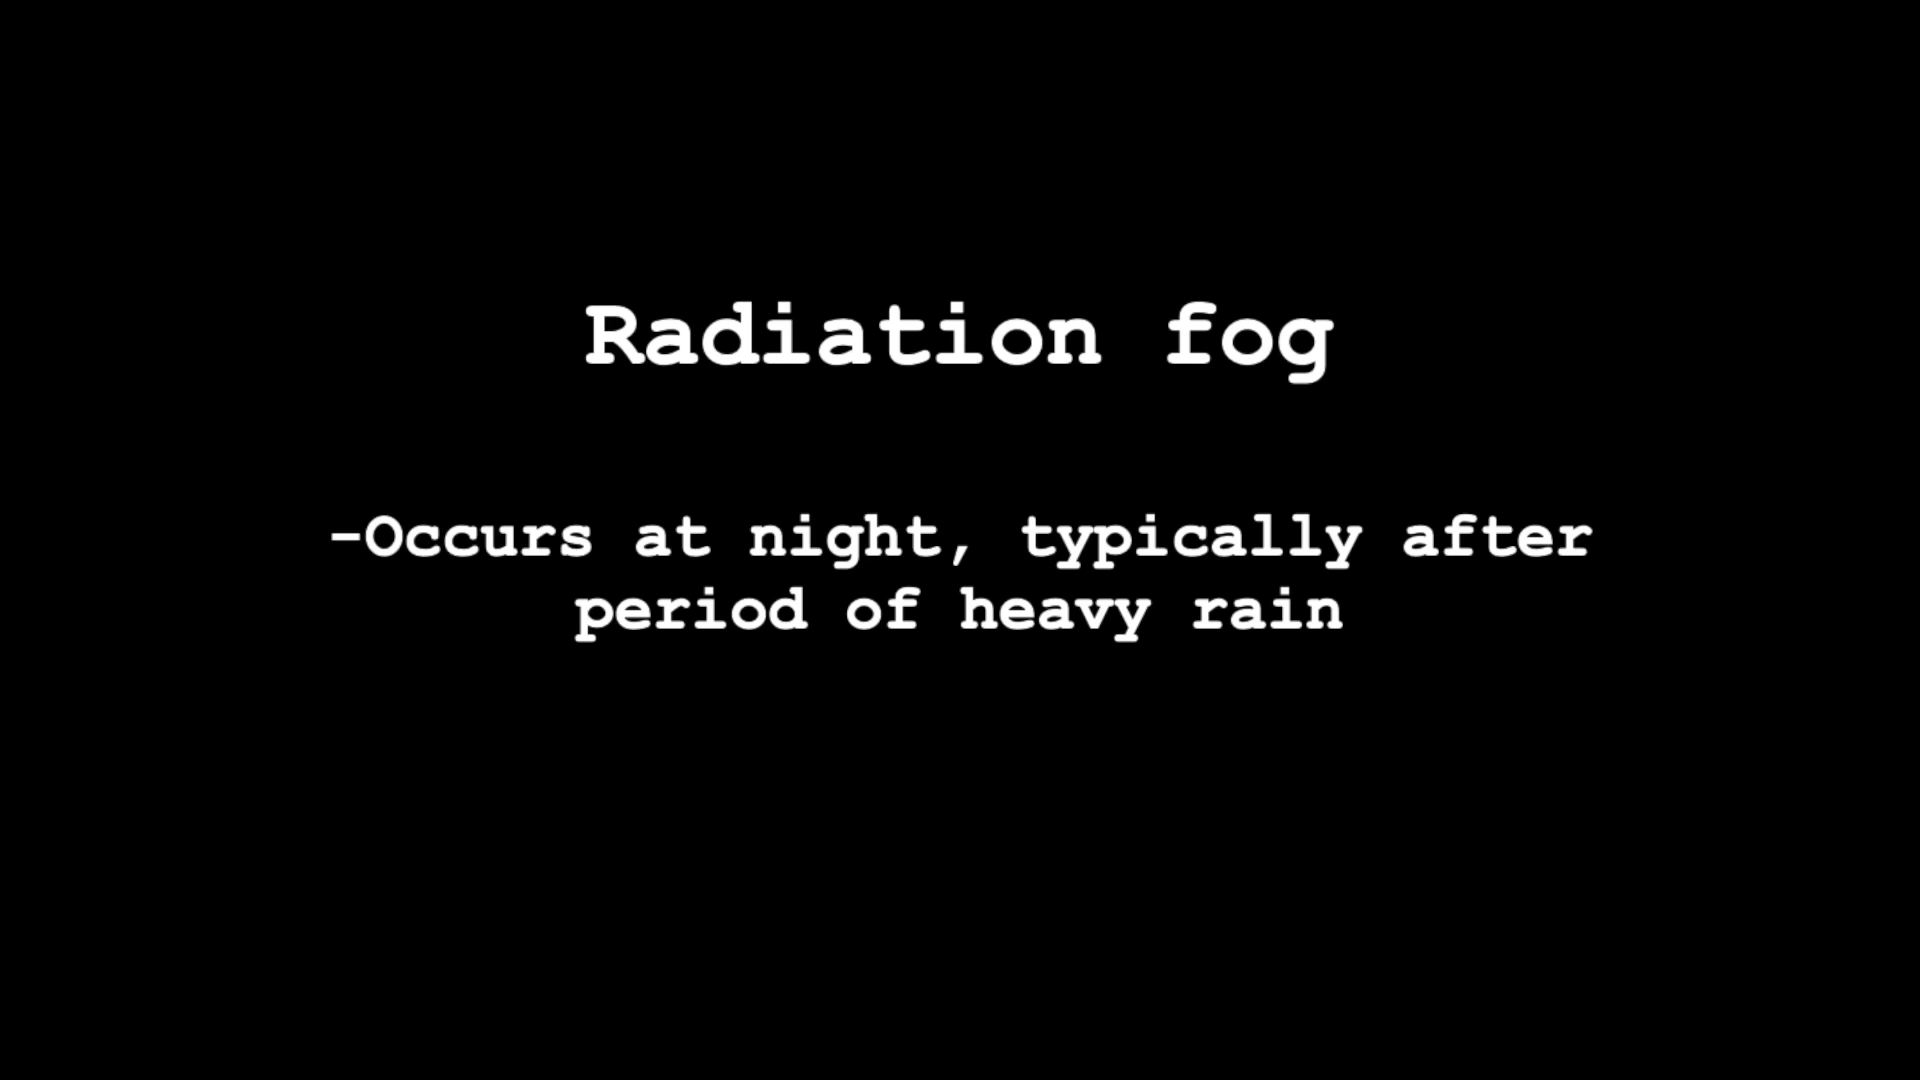 Radiation fog
-Occurs at night, typically after
period of heavy rain